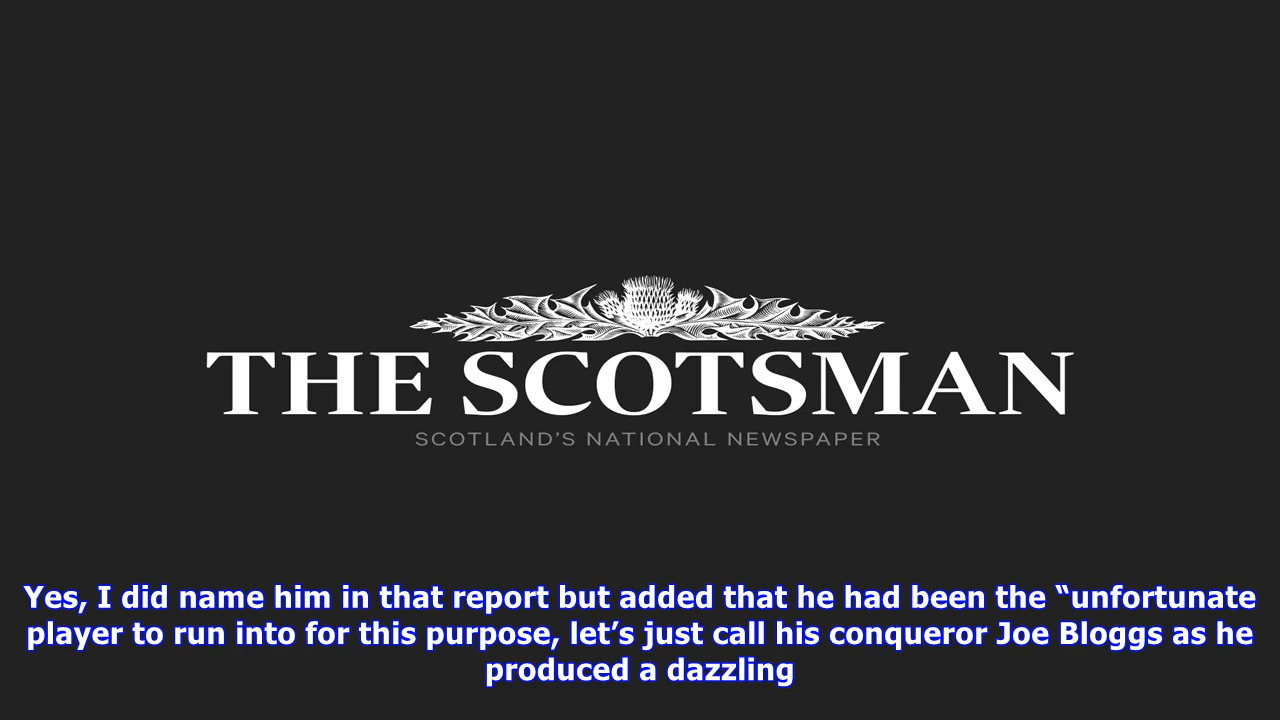 THE SCOTSMAN
SCOTLAND’S NATIONAL NEWSPAPER
Yes, I did name him in that report but added that he had been the “unfortunate
player to run into for this purpose, let’s just call his conqueror Joe Bloggs as he
produced a dazzling